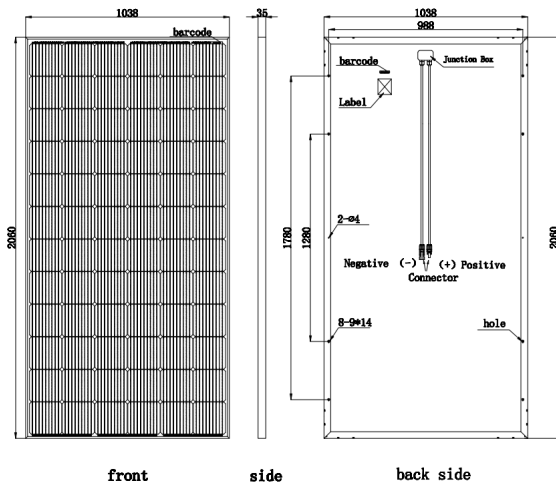 1038
35
1038
988
barcode
2060
barcode
Junction Box
Label
1780
1280
2060
2-ø4
Negative (-) (+) Positive
Connector
8-9*14
hole
front side back side